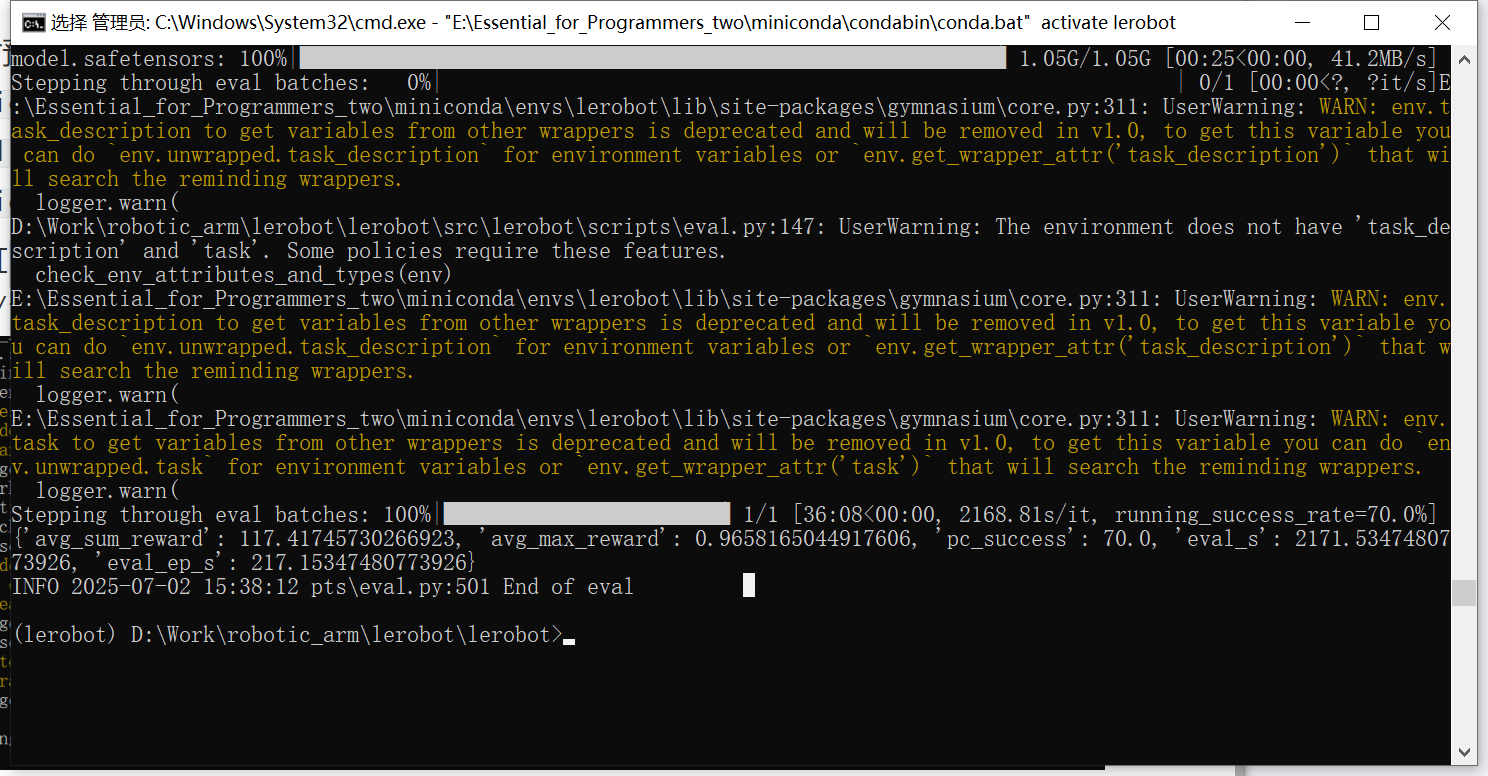 选择 管理员: C:\Windows\System32\cmd.exe - "E:\Essential_for_Programmers_two\miniconda\condabin\conda.bat" activate lerobot
model.safetensors: 100%| 1.05G/1.05G [00:25<00:00, 41.2MB/s]
Stepping through eval batches:   0%| | 0/1 [00:00<?, ?it/s]E
:\Essential_for_Programmers_two\miniconda\envs\lerobot\lib\site-packages\gymnasium\core.py:311: UserWarning: WARN: env.t
ask_description to get variables from other wrappers is deprecated and will be removed in v1.0, to get this variable you
 can do `env.unwrapped.task_description` for environment variables or `env.get_wrapper_attr('task_description')` that wi
ll search the reminding wrappers.
  logger.warn(
D:\Work\robotic_arm\lerobot\lerobot\src\lerobot\scripts\eval.py:147: UserWarning: The environment does not have 'task_de
scription' and 'task'. Some policies require these features.
  check_env_attributes_and_types(env)
E:\Essential_for_Programmers_two\miniconda\envs\lerobot\lib\site-packages\gymnasium\core.py:311: UserWarning: WARN: env.
task_description to get variables from other wrappers is deprecated and will be removed in v1.0, to get this variable yo
u can do `env.unwrapped.task_description` for environment variables or `env.get_wrapper_attr('task_description')` that w
ill search the reminding wrappers.
  logger.warn(
E:\Essential_for_Programmers_two\miniconda\envs\lerobot\lib\site-packages\gymnasium\core.py:311: UserWarning: WARN: env.
task to get variables from other wrappers is deprecated and will be removed in v1.0, to get this variable you can do `en
v.unwrapped.task` for environment variables or `env.get_wrapper_attr('task')` that will search the reminding wrappers.
  logger.warn(
Stepping through eval batches: 100%| 1/1 [36:08<00:00, 2168.81s/it, running_success_rate=70.0%]
{'avg_sum_reward': 117.41745730266923, 'avg_max_reward': 0.9658165044917606, 'pc_success': 70.0, 'eval_s': 2171.53474807
73926, 'eval_ep_s': 217.15347480773926}
INFO 2025-07-02 15:38:12 pts\eval.py:501 End of eval
(lerobot) D:\Work\robotic_arm\lerobot\lerobot>